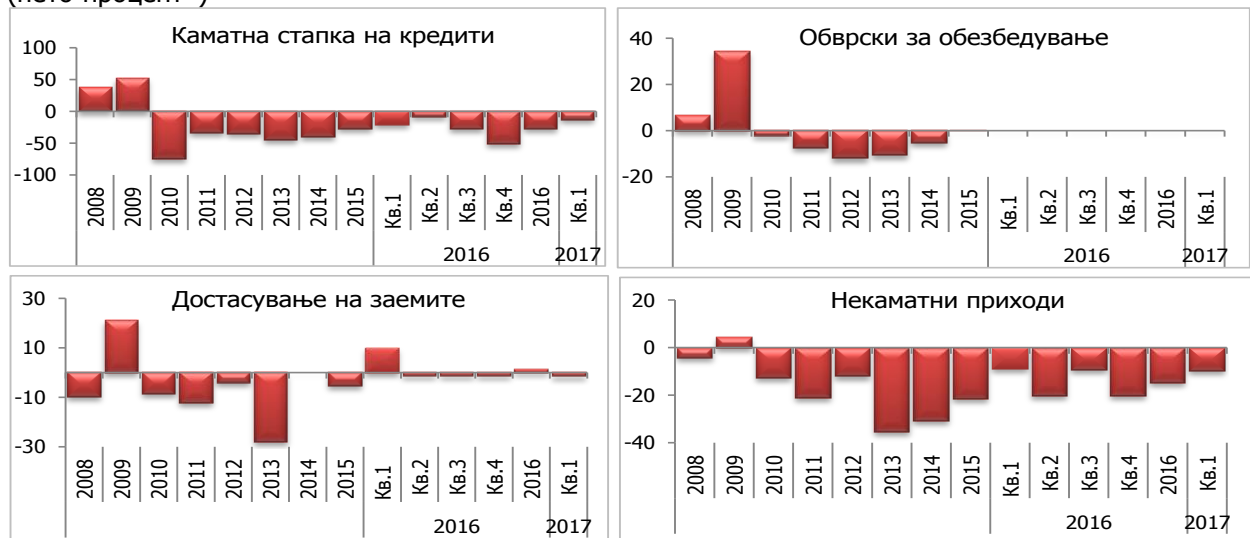 (нето процент*)
Каматна стапка на кредити
100
50
0
-50
-100
2008
2009
2010
2011
2012
2013
2014
2015
Кв.1
Кв.2
Кв.3
Кв.4
2016
Кв.1
2016
2017
Обврски за обезбедување
40
20
0
-20
2008
2009
2010
2011
2012
2013
2014
2015
Кв.1
Кв.2
Кв.3
Кв.4
2016
Кв.1
2016
2017
Достасување на заемите
30
10
-10
-30
2008
2009
2010
2011
2012
2013
2014
2015
Кв.1
Кв.2
Кв.3
Кв.4
2016
Кв.1
2016
2017
Некаматни приходи
20
0
-20
-40
2008
2009
2010
2011
2012
2013
2014
2015
Кв.1
Кв.2
Кв.3
Кв.4
2016
Кв.1
2016
2017